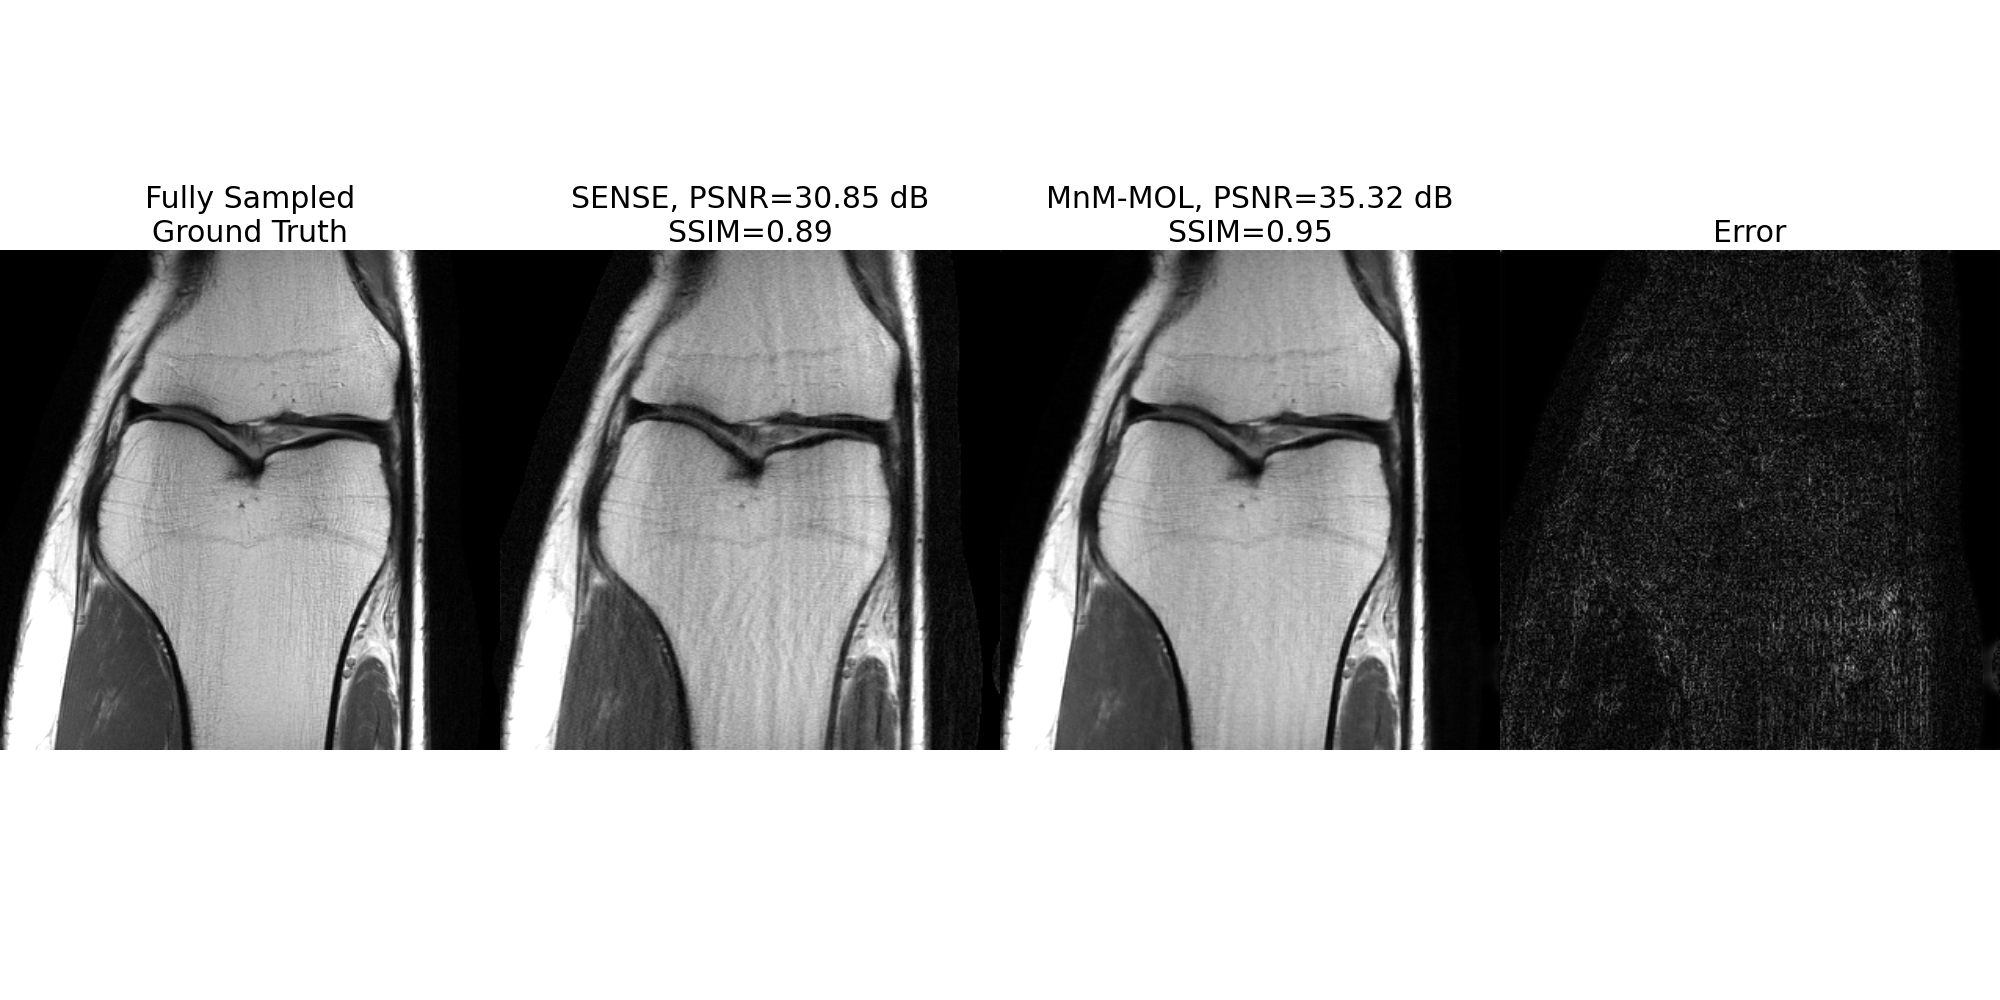 Fully Sampled
Ground Truth
SENSE, PSNR=30.85 dB
SSIM=0.89
MnM-MOL, PSNR=35.32 dB
SSIM=0.95
Error